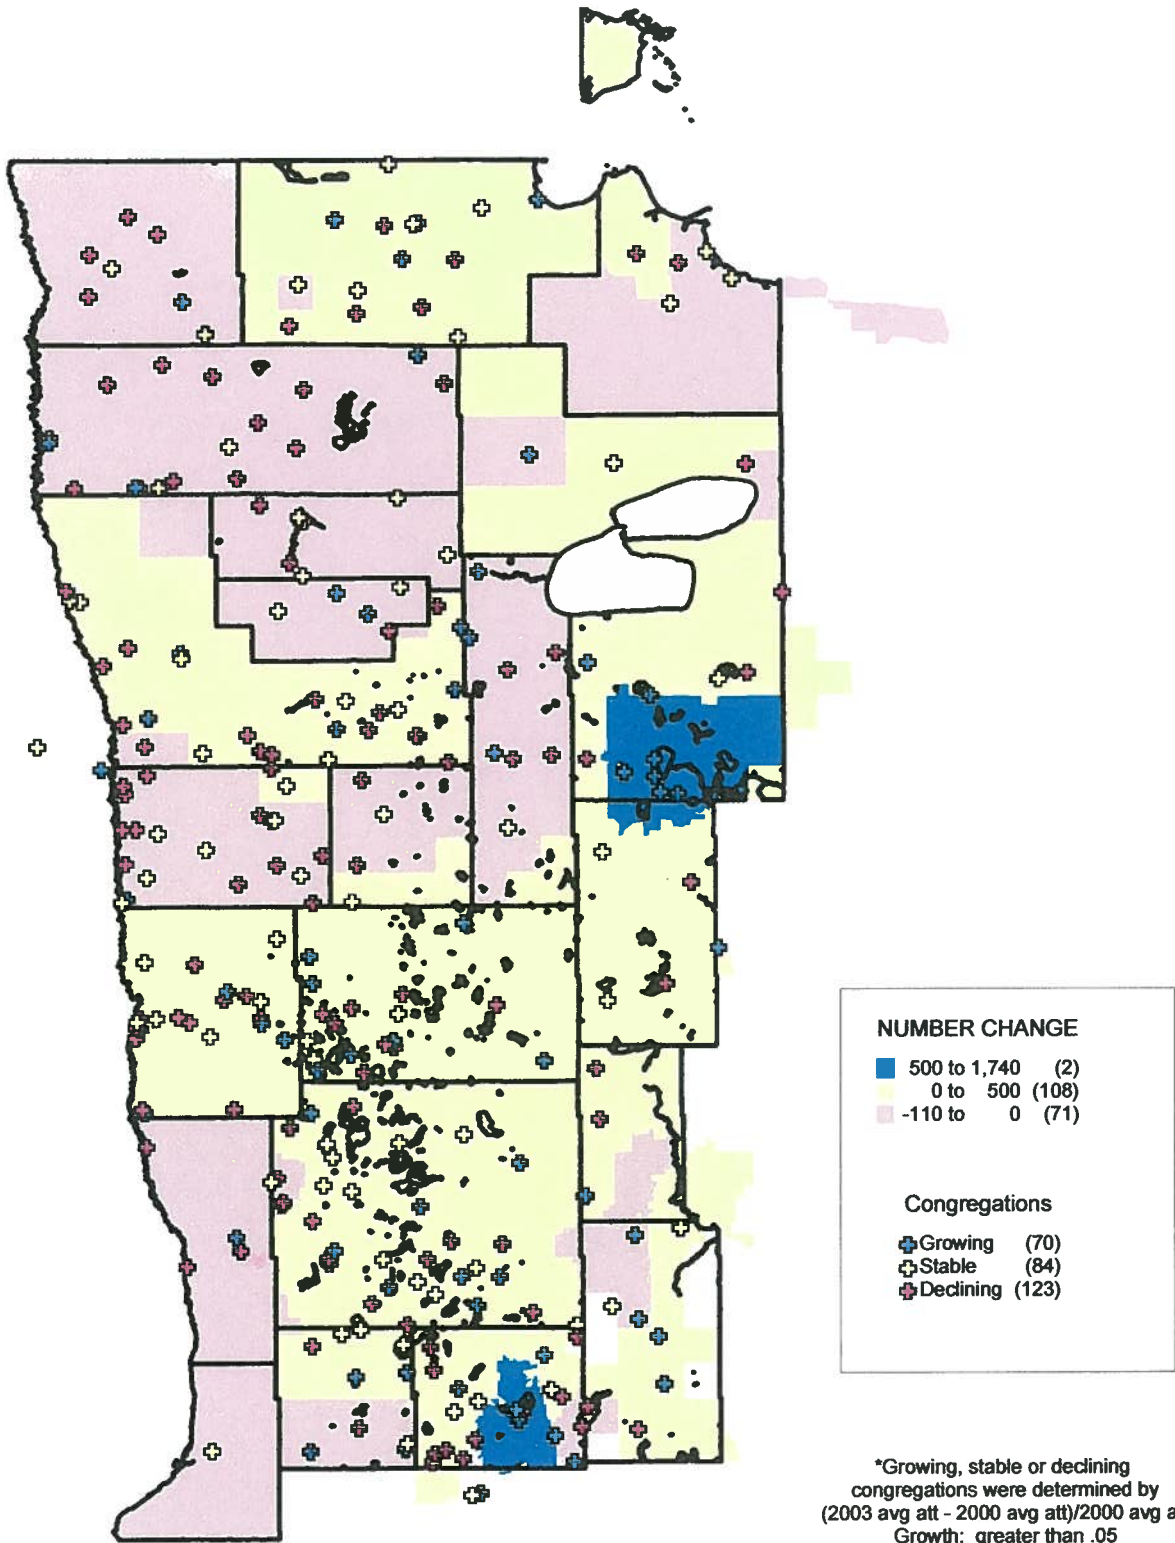 NUMBER CHANGE
500 to 1,740 (2)
0 to 500 (108)
-110 to 0 (71)
Congregations
Growing (70)
Stable (84)
Declining (123)
*Growing, stable or declining
congregations were determined by
(2003 avg att - 2000 avg att)/2000 avg a
Growth: greater than .05